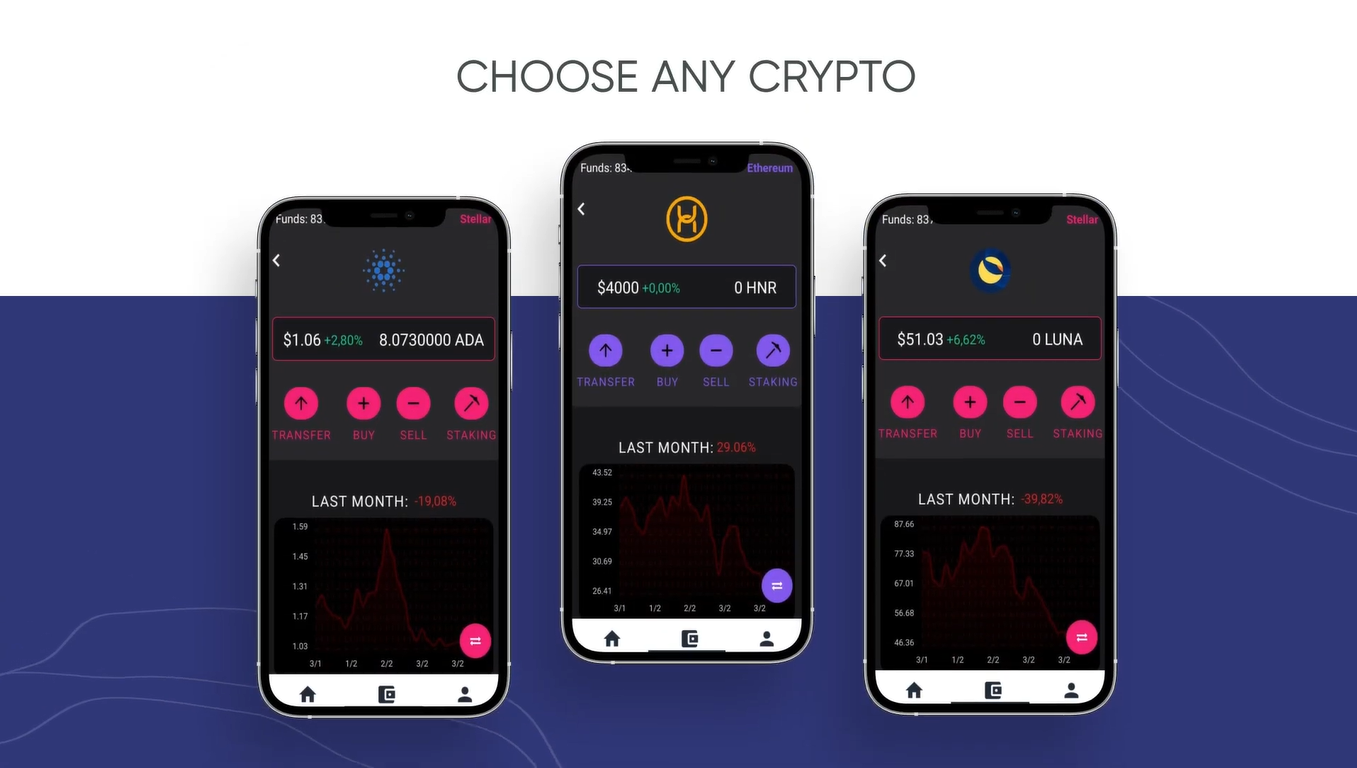 CHOOSE ANY CRYPTO
Funds: 83.
Stellar
$1.06 +2,80% 8.0730000 ADA
TRANSFER BUY SELL STAKING
LAST MONTH: -19,08%
1.59
1.45
1.31
1.17
1.03
3/1 1/2 2/2 3/2 3/2
Funds: 834
Ethereum
$4000 +0,00% 0 HNR
TRANSFER BUY SELL STAKING
LAST MONTH: 29.06%
43.52
39.25
34.97
30.69
26.41
3/1 1/2 2/2 3/2 3/2
Funds: 83
Stellar
$51.03 +6,62% 0 LUNA
TRANSFER BUY SELL STAKING
LAST MONTH: -39,82%
87.66
77.33
67.01
56.68
46.36
3/1 1/2 2/2 3/2 3/2